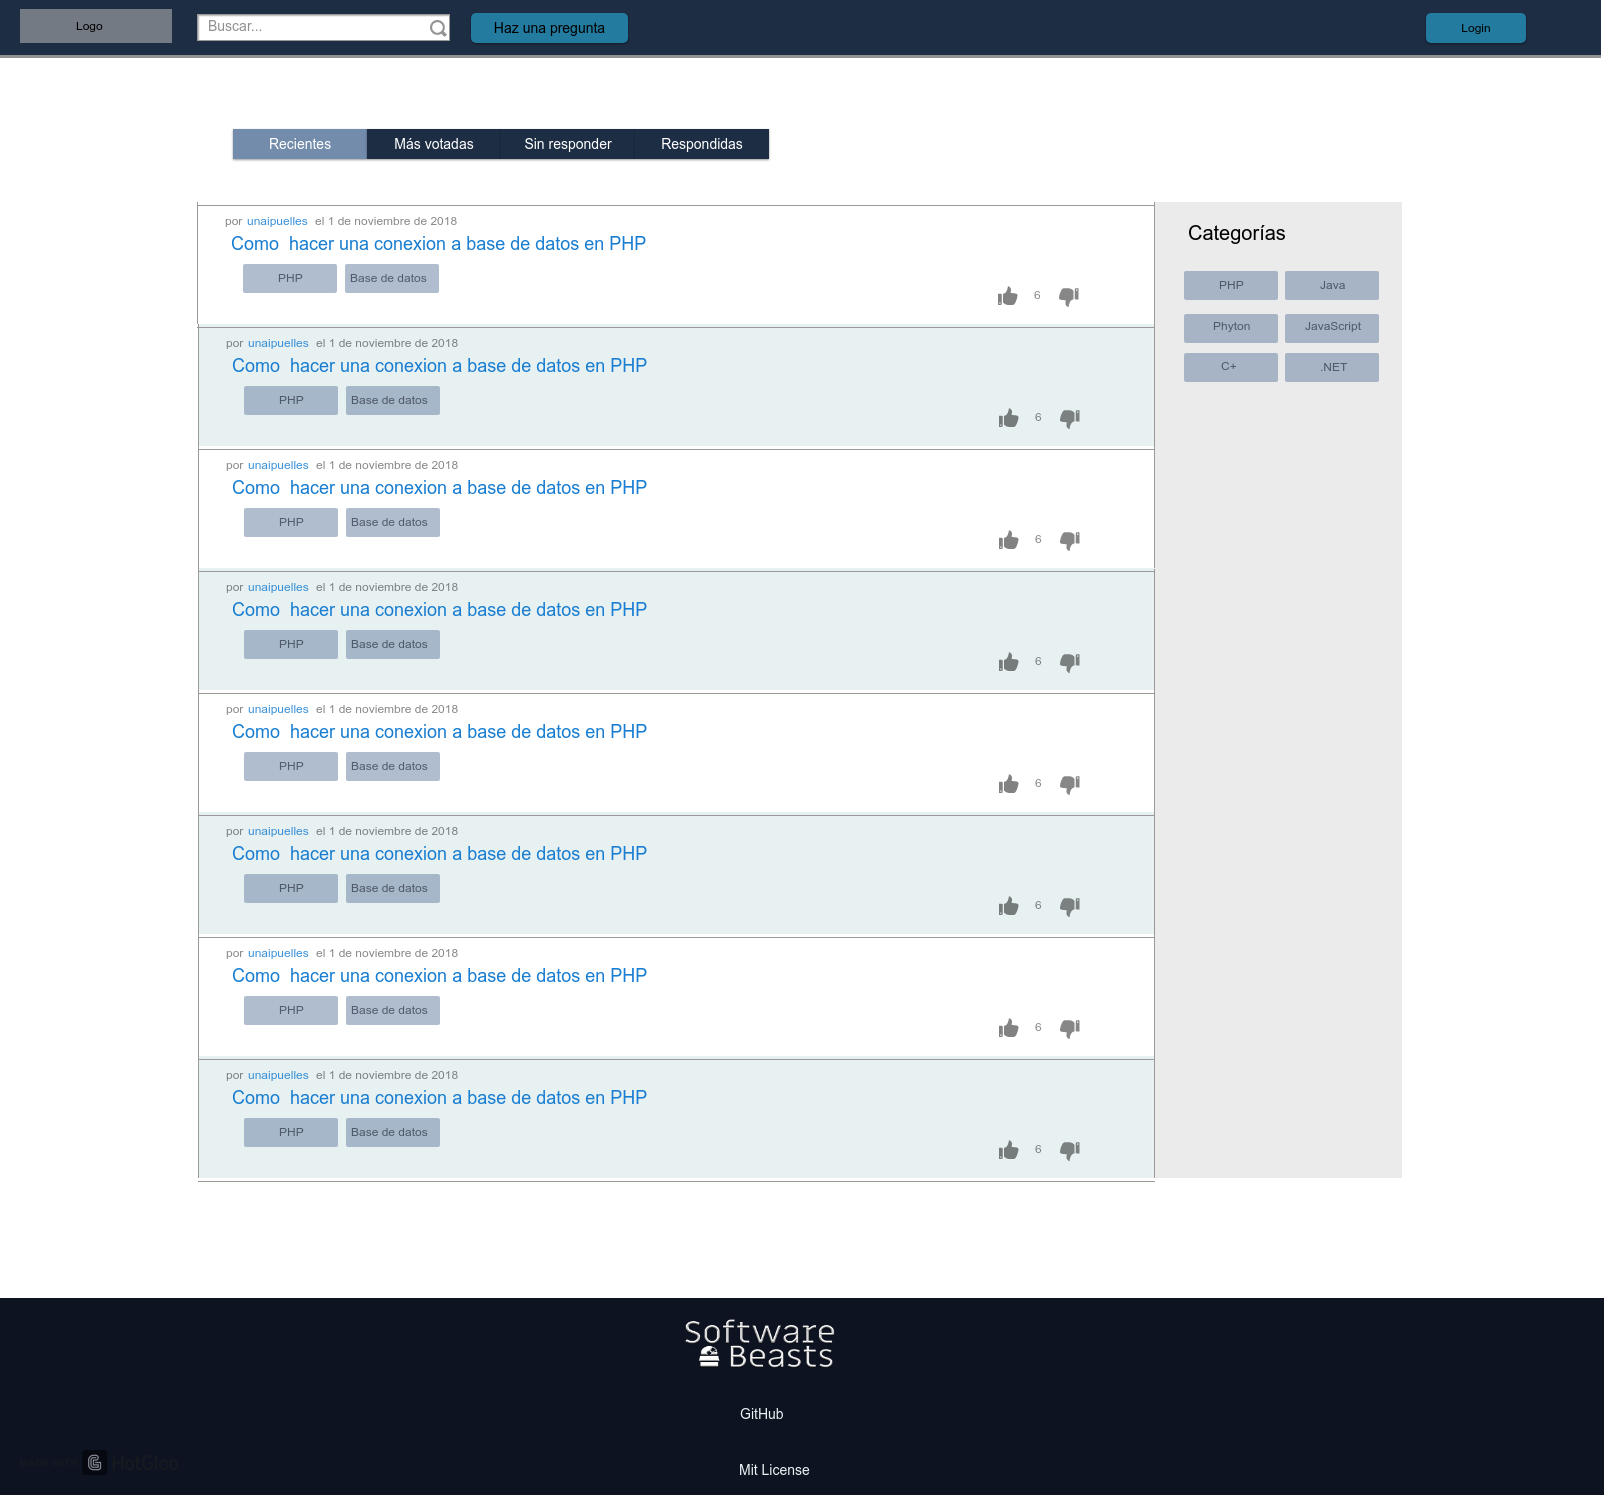 Logo
Buscar...
Haz una pregunta
Login
Recientes
Más votadas
Sin responder
Respondidas
por unaipuelles el 1 de noviembre de 2018
Como hacer una conexion a base de datos en PHP
PHP
Base de datos
6
por unaipuelles el 1 de noviembre de 2018
Como hacer una conexion a base de datos en PHP
PHP
Base de datos
6
por unaipuelles el 1 de noviembre de 2018
Como hacer una conexion a base de datos en PHP
PHP
Base de datos
6
por unaipuelles el 1 de noviembre de 2018
Como hacer una conexion a base de datos en PHP
PHP
Base de datos
6
por unaipuelles el 1 de noviembre de 2018
Como hacer una conexion a base de datos en PHP
PHP
Base de datos
6
por unaipuelles el 1 de noviembre de 2018
Como hacer una conexion a base de datos en PHP
PHP
Base de datos
6
por unaipuelles el 1 de noviembre de 2018
Como hacer una conexion a base de datos en PHP
PHP
Base de datos
6
por unaipuelles el 1 de noviembre de 2018
Como hacer una conexion a base de datos en PHP
PHP
Base de datos
6
Categorías
PHP
Java
Phyton
JavaScript
C+
.NET
Software
Beasts
GitHub
HotGloo
Mit License